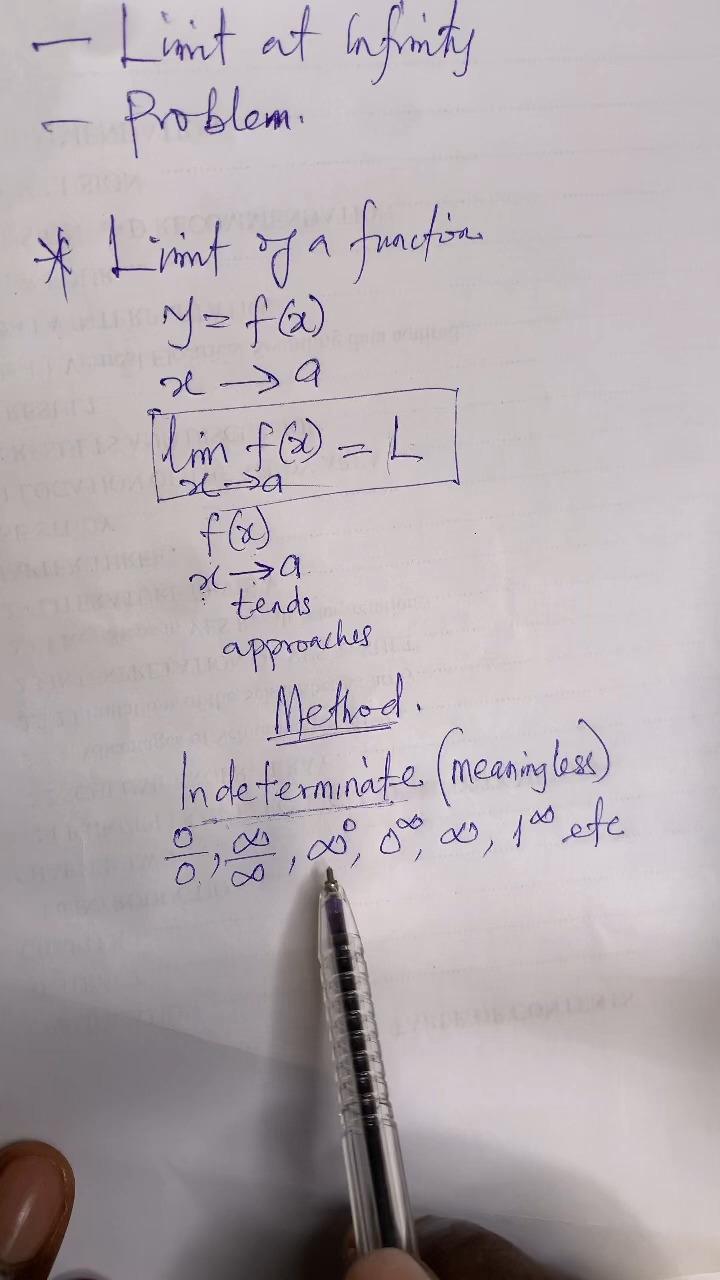 — Limit at Infinity
— Problem.
* Limit of a function
y = f(x)
x → a
lim f(x) = L
x→a
f(x)
x → a
tends
approaches
Method.
Indeterminate (meaningless)
0/0, ∞/∞, ∞⁰, 0^∞, ∞, 1^∞ etc